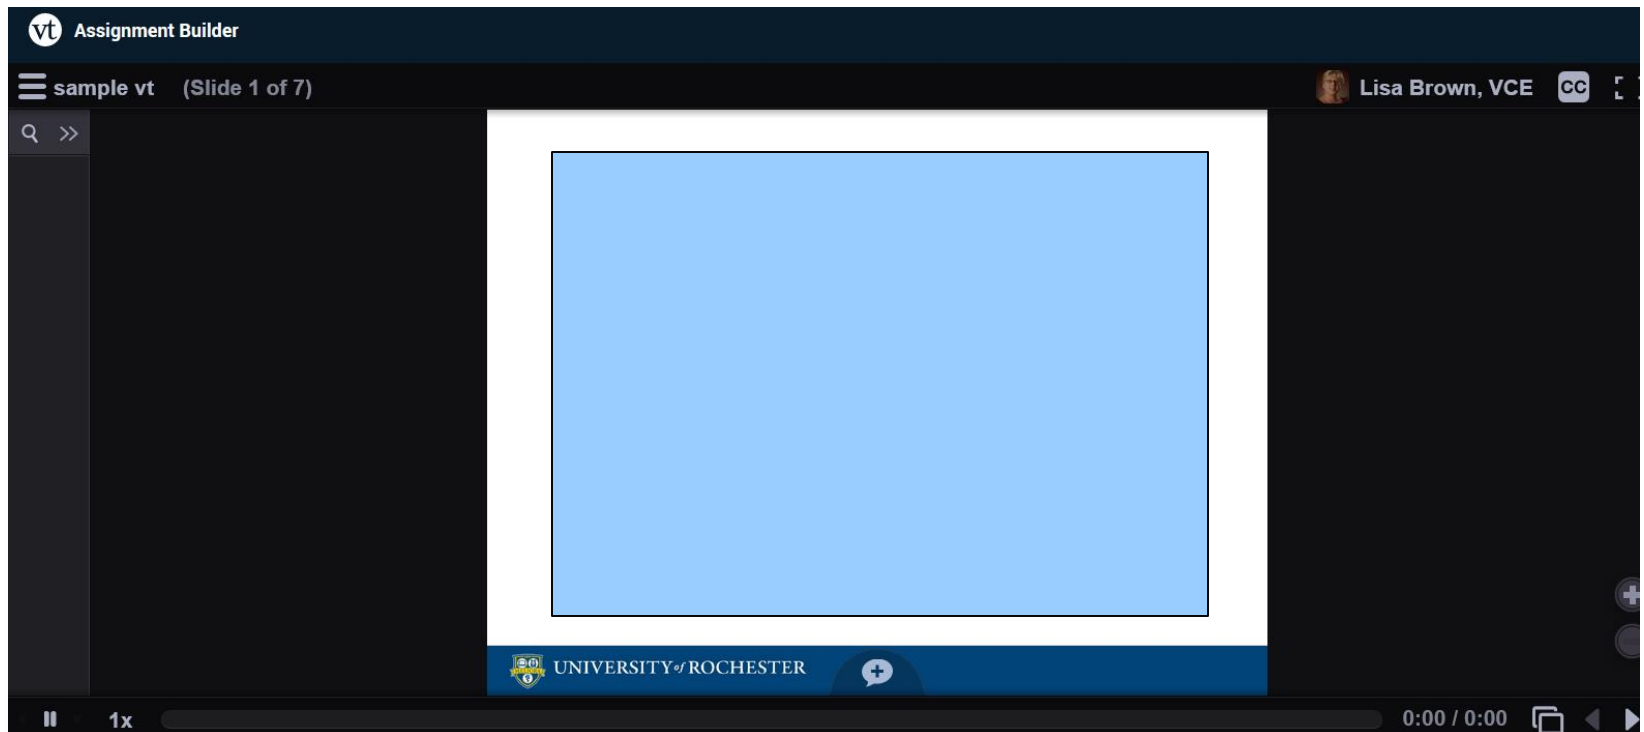 vt Assignment Builder
sample vt (Slide 1 of 7)
Lisa Brown, VCE CC
UNIVERSITY of ROCHESTER
1x
0:00 / 0:00